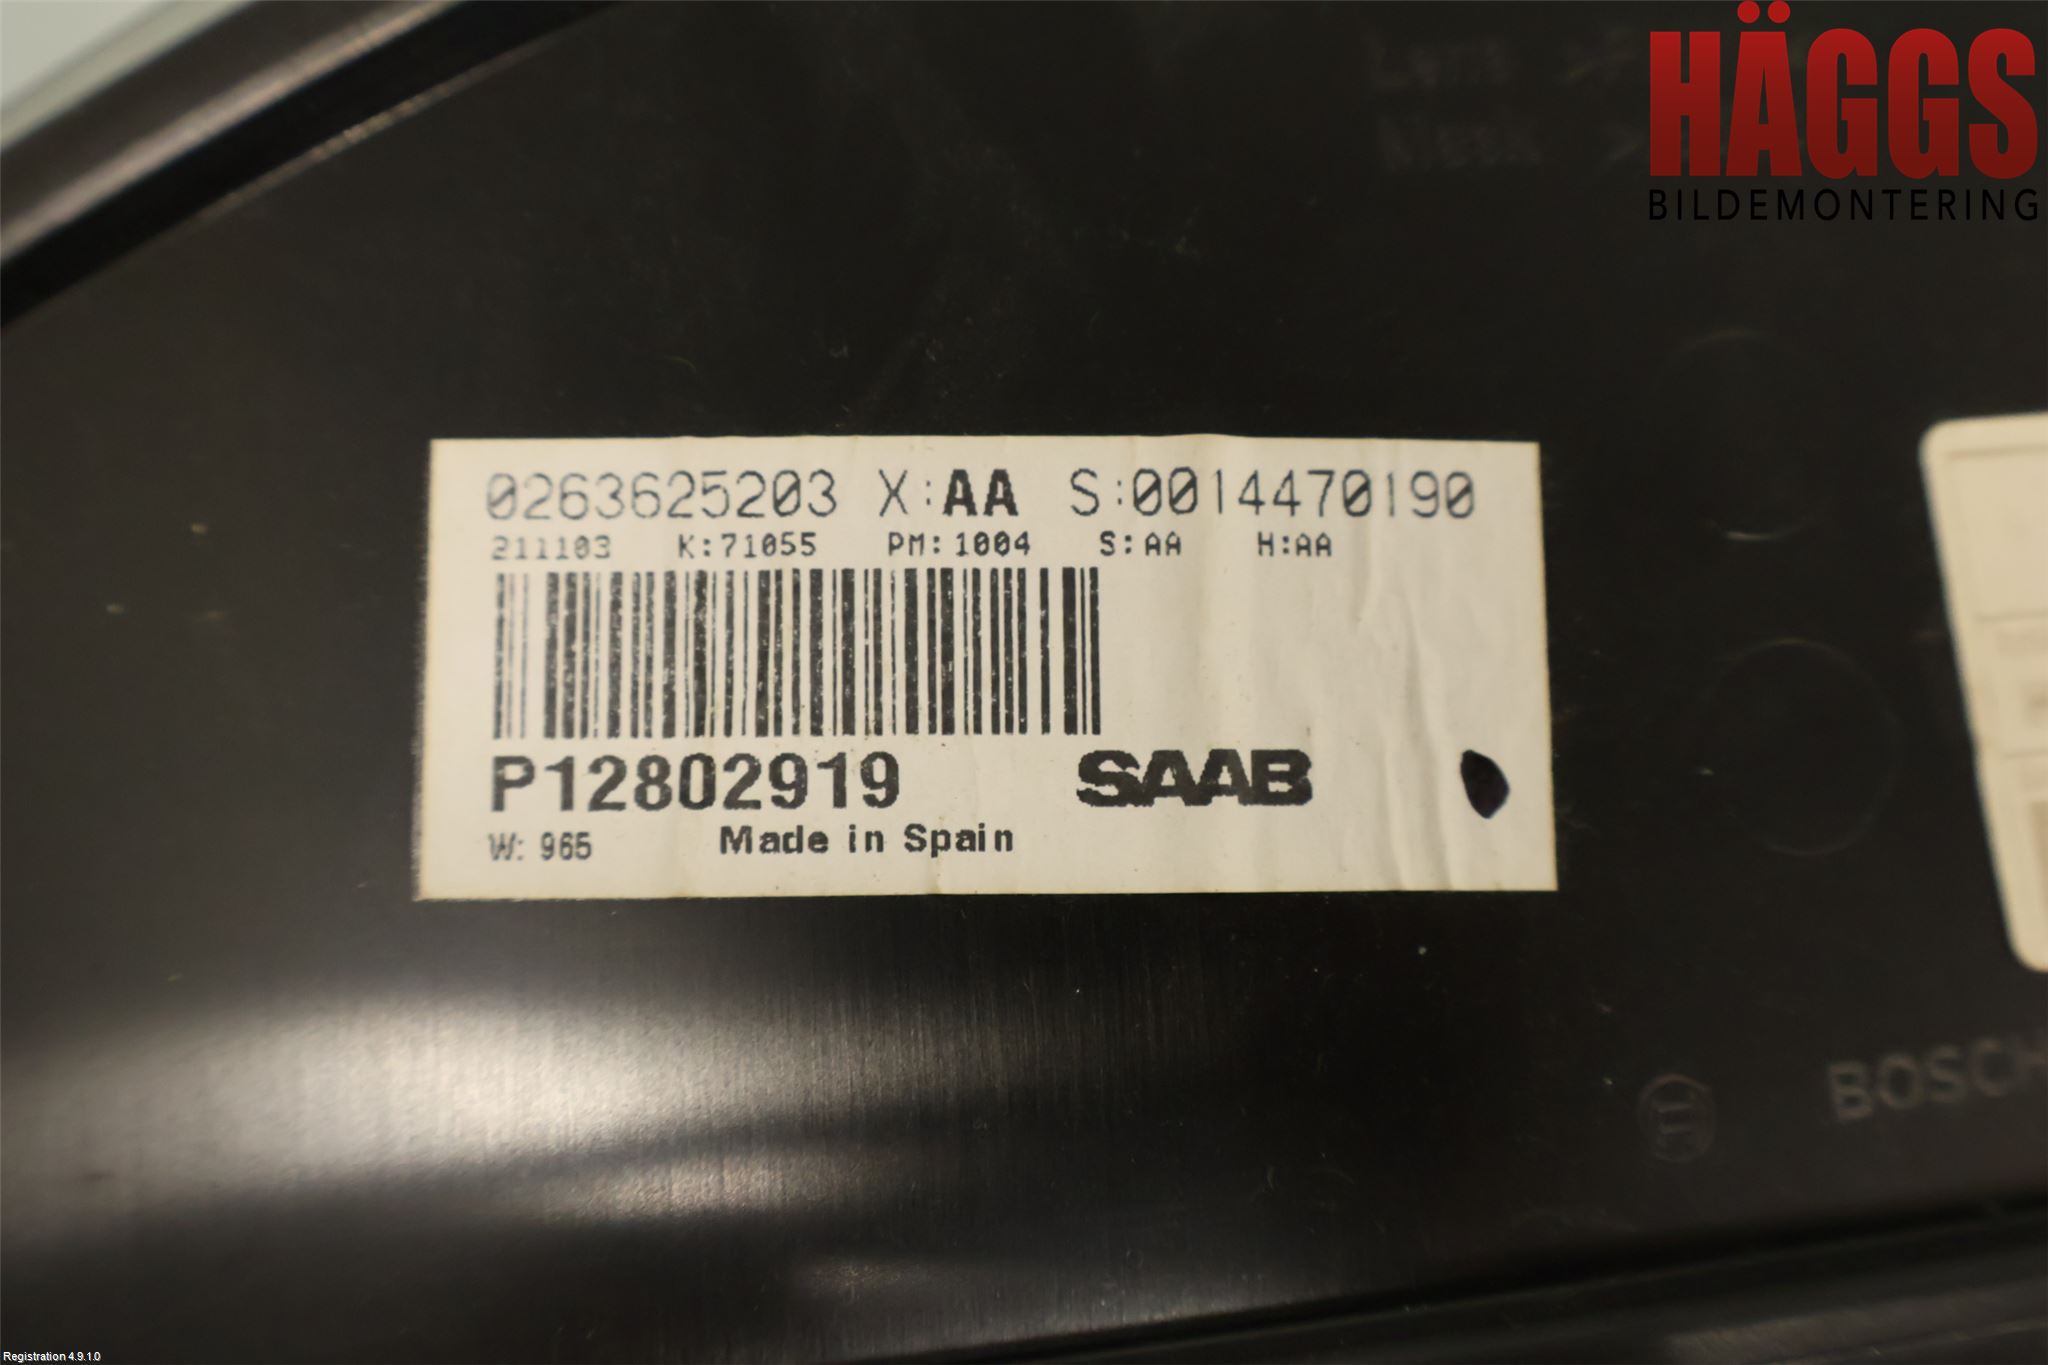 HÄGGS
BILDEMONTERING
0263625203 X:AA S:0014470190
211103 K:71055 PM:1004 S:AA H:AA
P12802919 SAAB
W: 965 Made in Spain
BOSCH
Registration 4.9.1.0